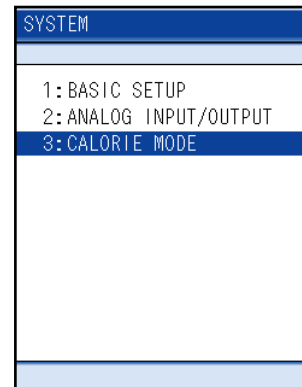 SYSTEM
1:BASIC SETUP
2:ANALOG INPUT/OUTPUT
3:CALORIE MODE